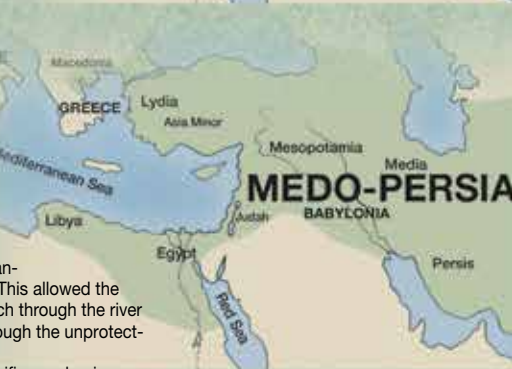 Macedonia
GREECE
Lydia
Asia Minor
Mediterranean Sea
Mesopotamia
Media
MEDO-PERSIA
BABYLONIA
Judah
Libya
Egypt
Persis
Red Sea
an-
This allowed the
ch through the river
ough the unprotect-